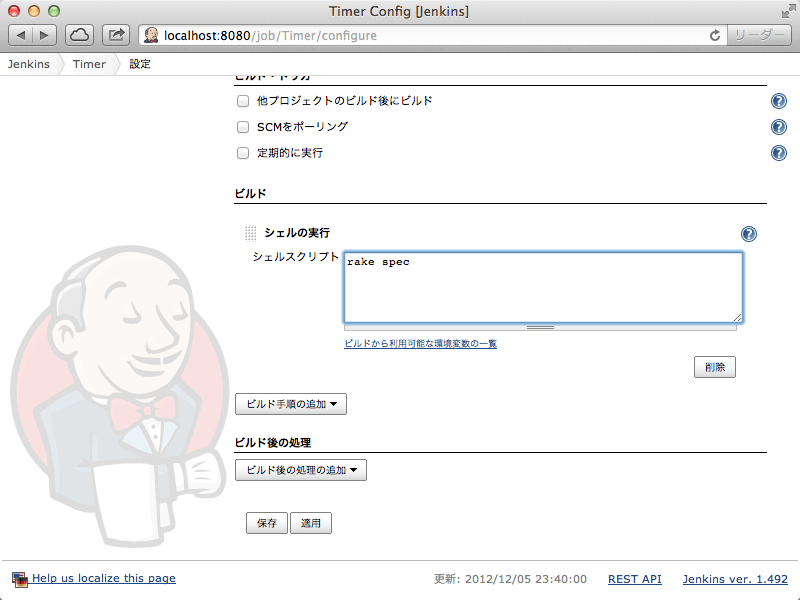 Timer Config [Jenkins]
localhost:8080/job/Timer/configure
リーダー
Jenkins
Timer
設定
ビルド・トリガ
他プロジェクトのビルド後にビルド
SCMをポーリング
定期的に実行
ビルド
シェルの実行
シェルスクリプト
rake spec
ビルドから利用可能な環境変数の一覧
削除
ビルド手順の追加
ビルド後の処理
ビルド後の処理の追加
保存
適用
Help us localize this page
更新: 2012/12/05 23:40:00
REST API
Jenkins ver. 1.492